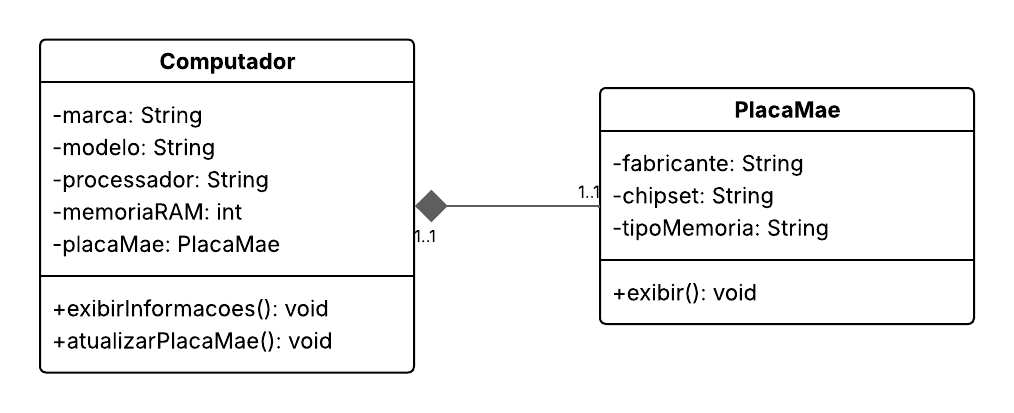 Computador
-marca: String
-modelo: String
-processador: String
-memoriaRAM: int
-placaMae: PlacaMae
+exibirInformacoes(): void
+atualizarPlacaMae(): void
1..1
1..1
PlacaMae
-fabricante: String
-chipset: String
-tipoMemoria: String
+exibir(): void